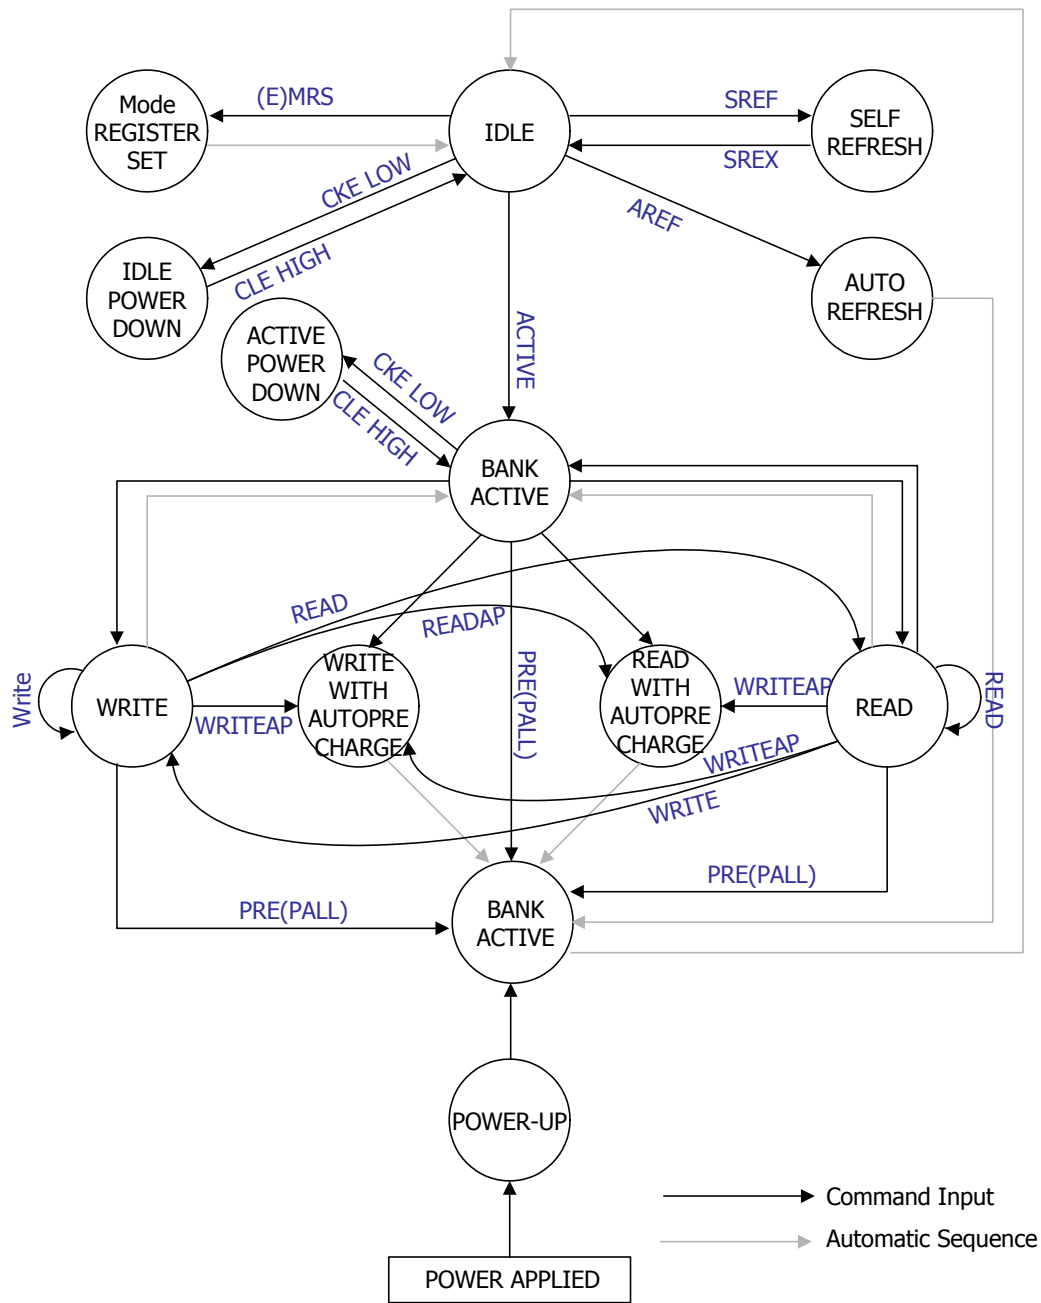 (E)MRS
Mode
REGISTER
SET
IDLE
SREF
SREX
SELF
REFRESH
CKE LOW
CLE HIGH
AREF
IDLE
POWER
DOWN
AUTO
REFRESH
ACTIVE
ACTIVE
POWER
DOWN
CKE LOW
CLE HIGH
BANK
ACTIVE
READ
READAP
Write
WRITE
WRITEAP
WRITE
WITH
AUTOPRE
CHARGE
PRE(PALL)
READ
WITH
AUTOPRE
CHARGE
WRITEAP
READ
READ
WRITEAP
WRITE
PRE(PALL)
PRE(PALL)
BANK
ACTIVE
POWER-UP
POWER APPLIED
Command Input
Automatic Sequence